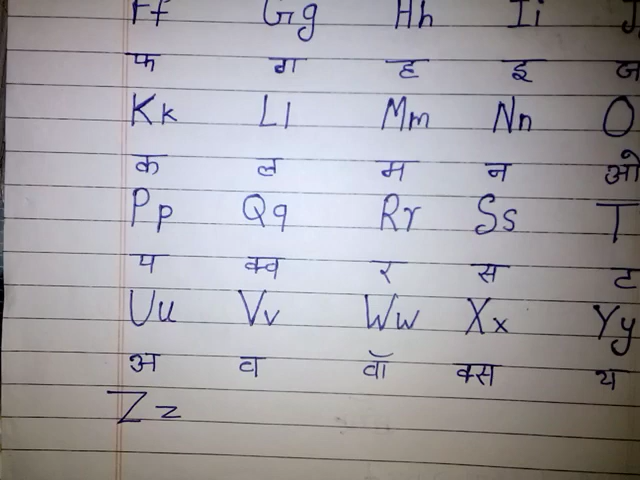 Ff Gg Hh Ii J
फ ग ह इ ज
Kk Ll Mm Nn O
क ल म न ओ
Pp Qq Rr Ss T
प क्व र स ट
Uu Vv Ww Xx Yy
अ व वॉ क्स य
Zz